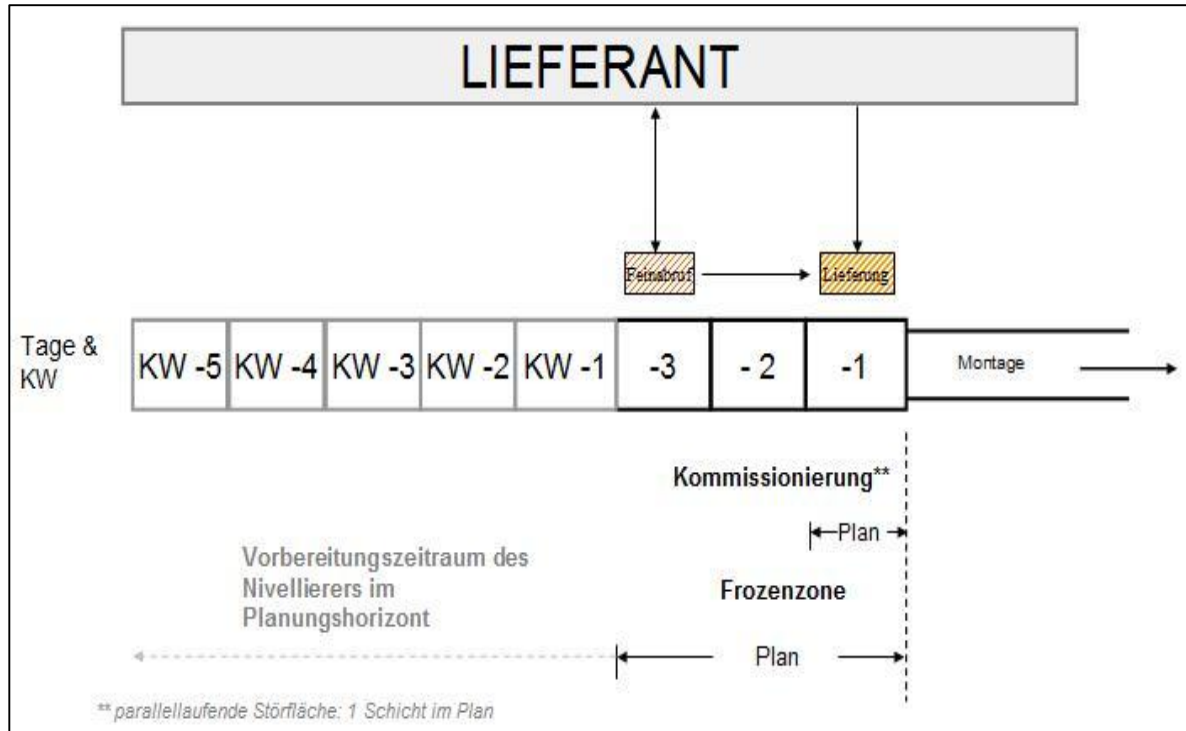 LIEFERANT
Feinabruf
Lieferung
Tage &
KW
KW -5
KW -4
KW -3
KW -2
KW -1
-3
- 2
-1
Montage
Kommissionierung**
Plan
Vorbereitungszeitraum des
Nivellierers im
Planungshorizont
Frozenzone
Plan
** parallellaufende Störfläche: 1 Schicht im Plan